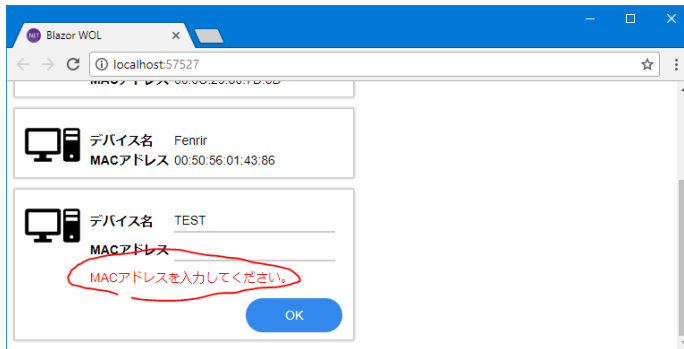 Blazor WOL
localhost:57527
デバイス名 Fenrir
MACアドレス 00:50:56:01:43:86
デバイス名 TEST
MACアドレス
MACアドレスを入力してください。
OK